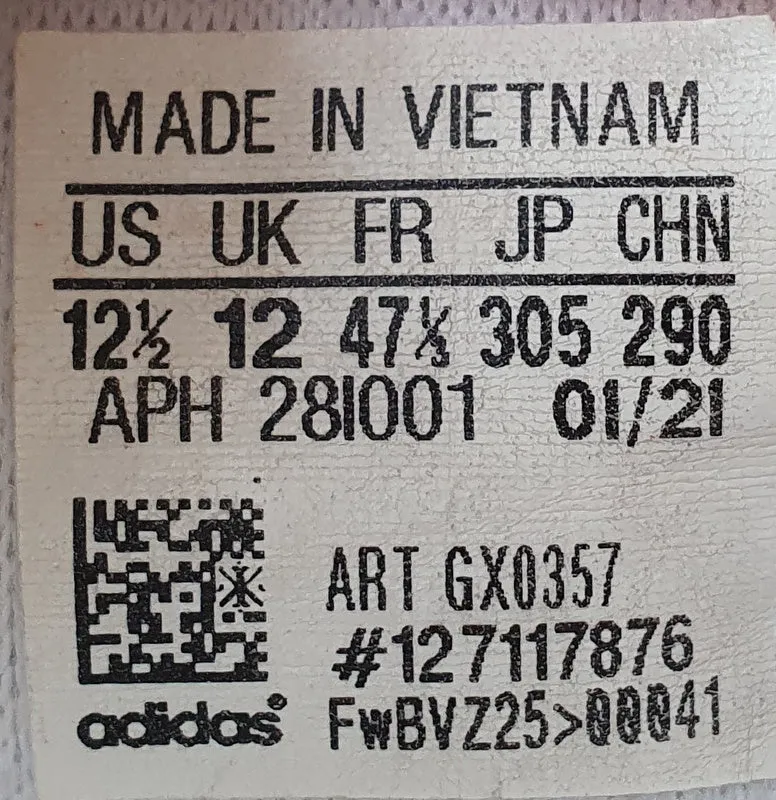 MADE IN VIETNAM
US UK FR JP CHN
12½ 12 47⅓ 305 290
APH 28I001 01/21
ART GX0357
#127117876
adidas® FwBVZ25>00041